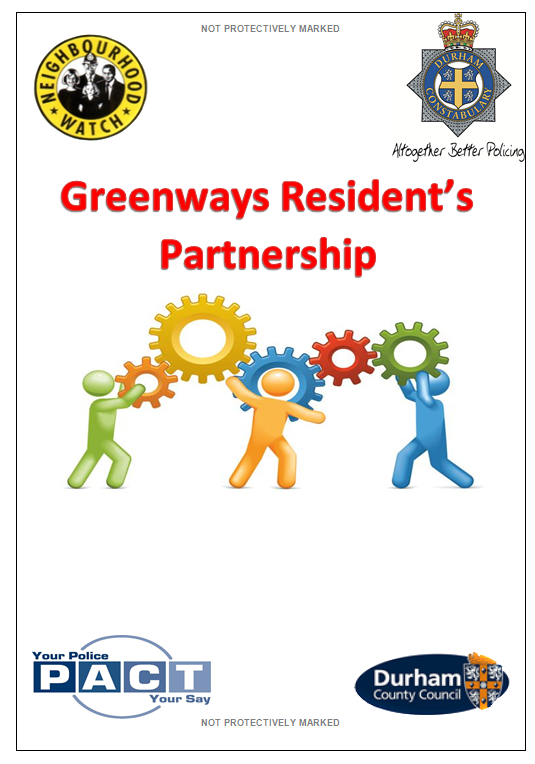 NOT PROTECTIVELY MARKED
NEIGHBOURHOOD
WATCH
DURHAM
CONSTABULARY
Altogether Better Policing
Greenways Resident's
Partnership
Your Police
PACT
Your Say
Durham
County Council
NOT PROTECTIVELY MARKED